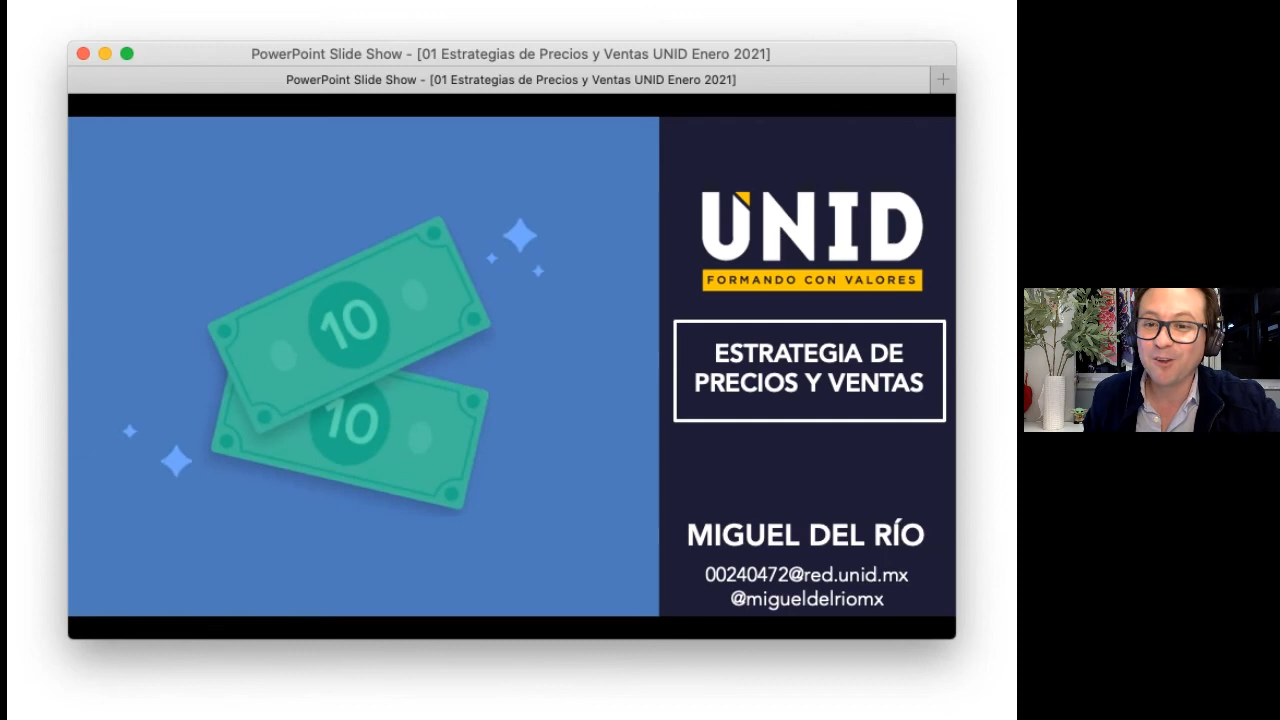 PowerPoint Slide Show - [01 Estrategias de Precios y Ventas UNID Enero 2021]
PowerPoint Slide Show - [01 Estrategias de Precios y Ventas UNID Enero 2021]
10
10
UNID
FORMANDO CON VALORES
ESTRATEGIA DE
PRECIOS Y VENTAS
MIGUEL DEL RÍO
00240472@red.unid.mx
@migueldelriomx